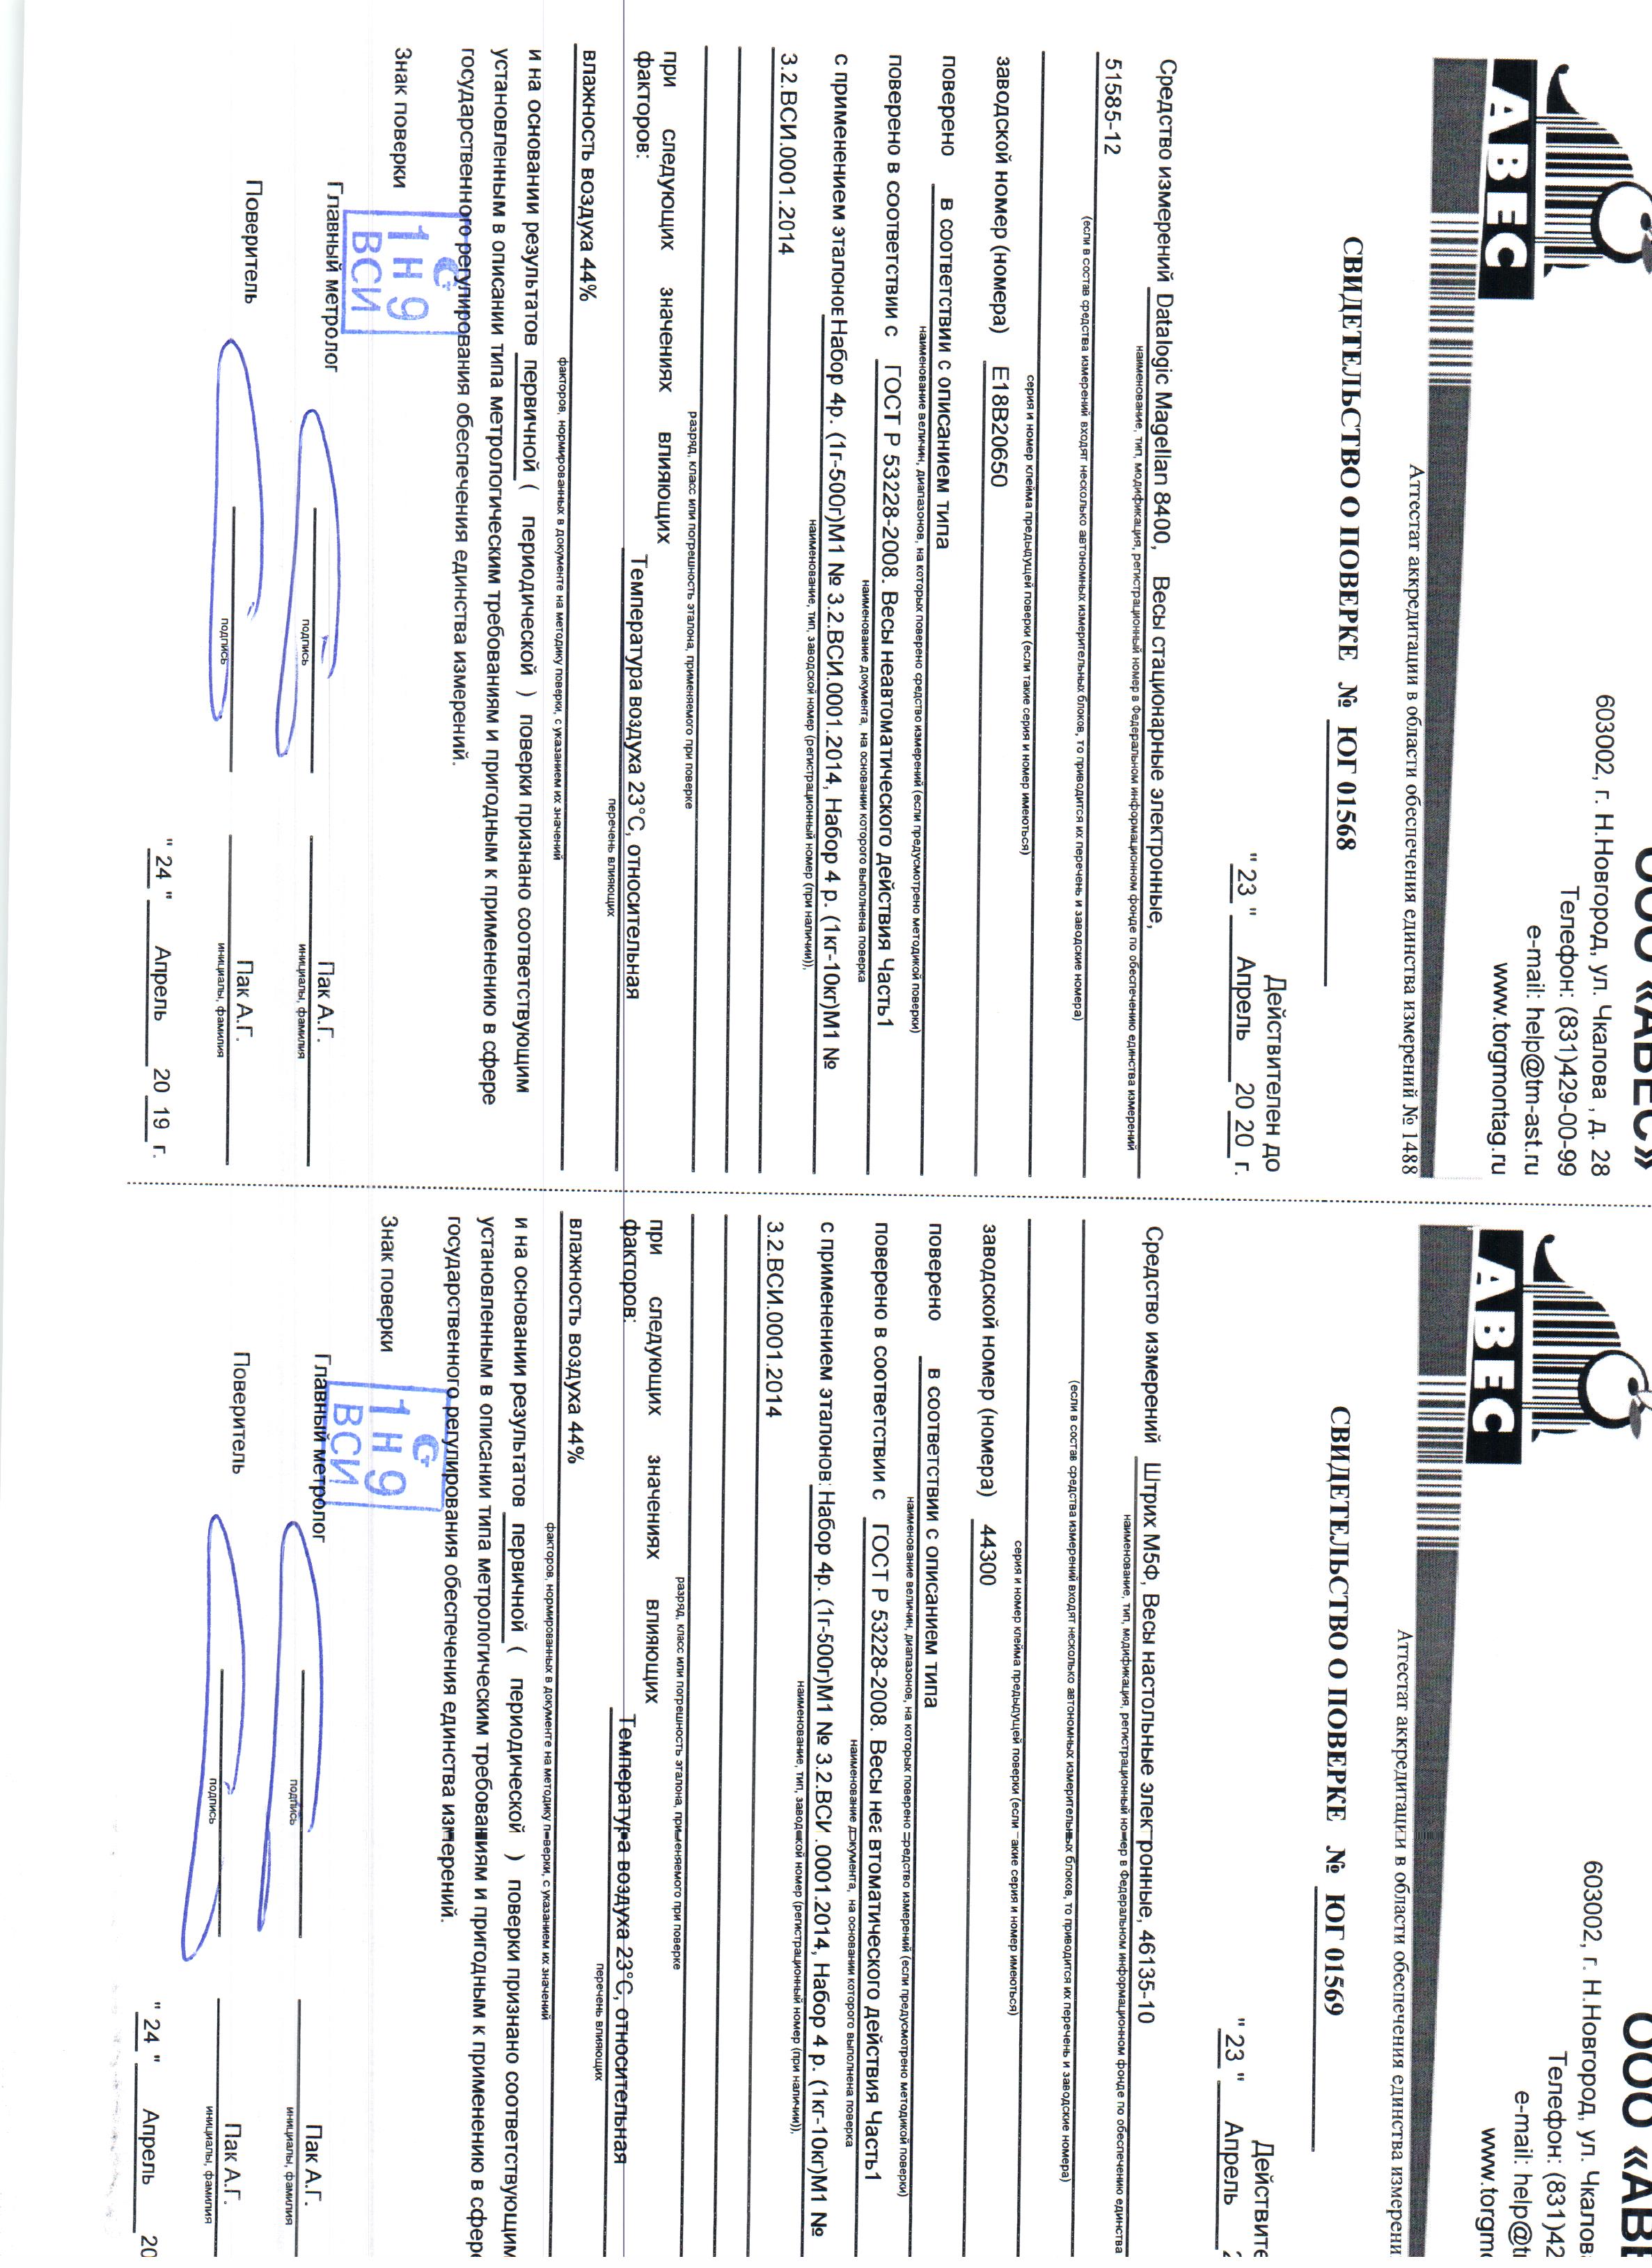 ООО «АВЕС»
603002, г. Н.Новгород, ул. Чкалова , д. 28
Телефон: (831)429-00-99
e-mail: help@tm-ast.ru
www.torgmontag.ru
АВЕС
Аттестат аккредитации в области обеспечения единства измерений № 1488
СВИДЕТЕЛЬСТВО О ПОВЕРКЕ № ЮГ 01568
Действителен до
" 23 " Апрель 20 20 г.
Средство измерений Datalogic Magellan 8400, Весы стационарные электронные,
наименование, тип, модификация, регистрационный номер в Федеральном информационном фонде по обеспечению единства измерений
51585-12
(если в состав средства измерений входят несколько автономных измерительных блоков, то приводится их перечень и заводские номера)
серия и номер клейма предыдущей поверки (если такие серия и номер имеються)
заводской номер (номера) E18B20650
поверено в соответствии с описанием типа
наименование величин, диапазонов, на которых поверено средство измерений (если предусмотрено методикой поверки)
поверено в соответствии с ГОСТ Р 53228-2008. Весы неавтоматического действия Часть1
наименование документа, на основании которого выполнена поверка
с применением эталонов Набор 4р. (1г-500г)М1 № 3.2.ВСИ.0001.2014, Набор 4 р. (1кг-10кг)М1 №
наименование, тип, заводской номер (регистрационный номер (при наличии)),
3.2.ВСИ.0001.2014
разряд, класс или погрешность эталона, применяемого при поверке
при следующих значениях влияющих
факторов: Температура воздуха 23°С, относительная
перечень влияющих
влажность воздуха 44%
факторов, нормированных в документе на методику поверки, с указанием их значений
и на основании результатов первичной ( периодической ) поверки признано соответствующим
установленным в описании типа метрологическим требованиям и пригодным к применению в сфере
государственного регулирования обеспечения единства измерений.
Знак поверки
1 Н 9
ВСИ
Главный метролог Пак А.Г.
подпись инициалы, фамилия
Поверитель Пак А.Г.
подпись инициалы, фамилия
" 24 " Апрель 20 19 г.
ООО «АВЕ
603002, г. Н.Новгород, ул. Чкалова
Телефон: (831)42
e-mail: help@t
www.torgmo
АВЕС
Аттестат аккредитации в области обеспечения единства измерени
СВИДЕТЕЛЬСТВО О ПОВЕРКЕ № ЮГ 01569
Действите
" 23 " Апрель 2
Средство измерений Штрих М5Ф, Весы настольные электронные, 46135-10
наименование, тип, модификация, регистрационный номер в Федеральном информационном фонде по обеспечению единства
(если в состав средства измерений входят несколько автономных измерительных блоков, то приводится их перечень и заводские номера)
серия и номер клейма предыдущей поверки (если такие серия и номер имеються)
заводской номер (номера) 44300
поверено в соответствии с описанием типа
наименование величин, диапазонов, на которых поверено средство измерений (если предусмотрено методикой поверки)
поверено в соответствии с ГОСТ Р 53228-2008. Весы неавтоматического действия Часть1
наименование документа, на основании которого выполнена поверка
с применением эталонов: Набор 4р. (1г-500г)М1 № 3.2.ВСИ.0001.2014, Набор 4 р. (1кг-10кг)М1 №
наименование, тип, заводской номер (регистрационный номер (при наличии)),
3.2.ВСИ.0001.2014
разряд, класс или погрешность эталона, применяемого при поверке
при следующих значениях влияющих
факторов: Температура воздуха 23°С, относительная
перечень влияющих
влажность воздуха 44%
факторов, нормированных в документе на методику поверки, с указанием их значений
и на основании результатов первичной ( периодической ) поверки признано соответствующим
установленным в описании типа метрологическим требованиям и пригодным к применению в сфере
государственного регулирования обеспечения единства измерений.
Знак поверки
1 Н 9
ВСИ
Главный метролог Пак А.Г.
подпись инициалы, фамилия
Поверитель Пак А.Г.
подпись инициалы, фамилия
" 24 " Апрель 20